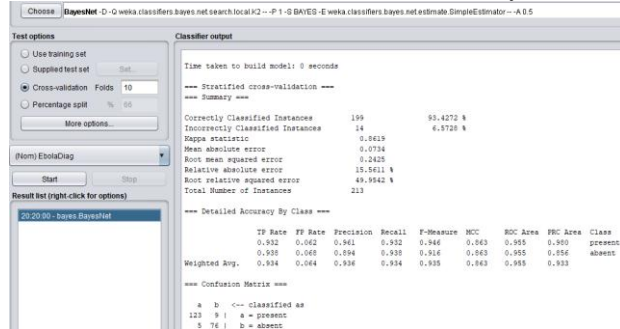 Choose BayesNet -D -Q weka.classifiers.bayes.net.search.local.K2 -- -P 1 -S BAYES -E weka.classifiers.bayes.net.estimate.SimpleEstimator -- -A 0.5
Test options
Use training set
Supplied test set Set...
Cross-validation Folds 10
Percentage split % 66
More options...
(Nom) EbolaDiag
Start Stop
Result list (right-click for options)
20:20:00 - bayes.BayesNet
Classifier output
Time taken to build model: 0 seconds
=== Stratified cross-validation ===
=== Summary ===
Correctly Classified Instances 199 93.4272 %
Incorrectly Classified Instances 14 6.5728 %
Kappa statistic 0.8619
Mean absolute error 0.0734
Root mean squared error 0.2425
Relative absolute error 15.5611 %
Root relative squared error 49.9542 %
Total Number of Instances 213
=== Detailed Accuracy By Class ===
TP Rate FP Rate Precision Recall F-Measure MCC ROC Area PRC Area Class
0.932 0.062 0.961 0.932 0.946 0.863 0.955 0.980 present
0.938 0.068 0.894 0.938 0.916 0.863 0.955 0.856 absent
Weighted Avg. 0.934 0.064 0.936 0.934 0.935 0.863 0.955 0.933
=== Confusion Matrix ===
a b <-- classified as
123 9 | a = present
5 76 | b = absent